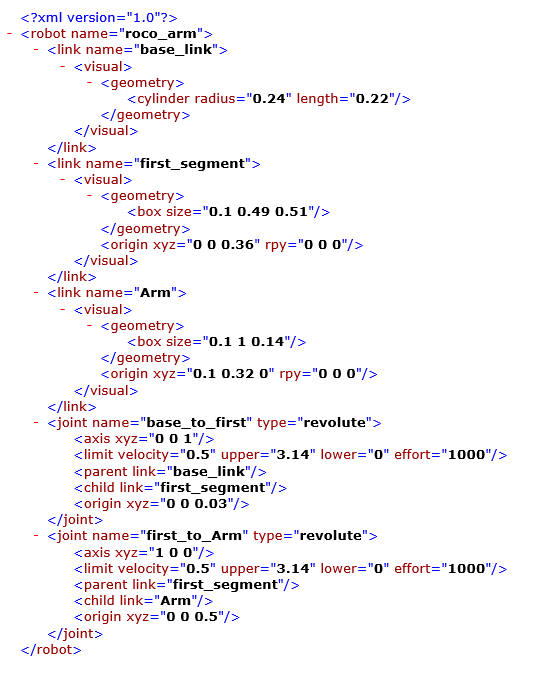 <?xml version="1.0"?>
- <robot name="roco_arm">
- <link name="base_link">
- <visual>
- <geometry>
<cylinder radius="0.24" length="0.22"/>
</geometry>
</visual>
</link>
- <link name="first_segment">
- <visual>
- <geometry>
<box size="0.1 0.49 0.51"/>
</geometry>
<origin xyz="0 0 0.36" rpy="0 0 0"/>
</visual>
</link>
- <link name="Arm">
- <visual>
- <geometry>
<box size="0.1 1 0.14"/>
</geometry>
<origin xyz="0.1 0.32 0" rpy="0 0 0"/>
</visual>
</link>
- <joint name="base_to_first" type="revolute">
<axis xyz="0 0 1"/>
<limit velocity="0.5" upper="3.14" lower="0" effort="1000"/>
<parent link="base_link"/>
<child link="first_segment"/>
<origin xyz="0 0 0.03"/>
</joint>
- <joint name="first_to_Arm" type="revolute">
<axis xyz="1 0 0"/>
<limit velocity="0.5" upper="3.14" lower="0" effort="1000"/>
<parent link="first_segment"/>
<child link="Arm"/>
<origin xyz="0 0 0.5"/>
</joint>
</robot>